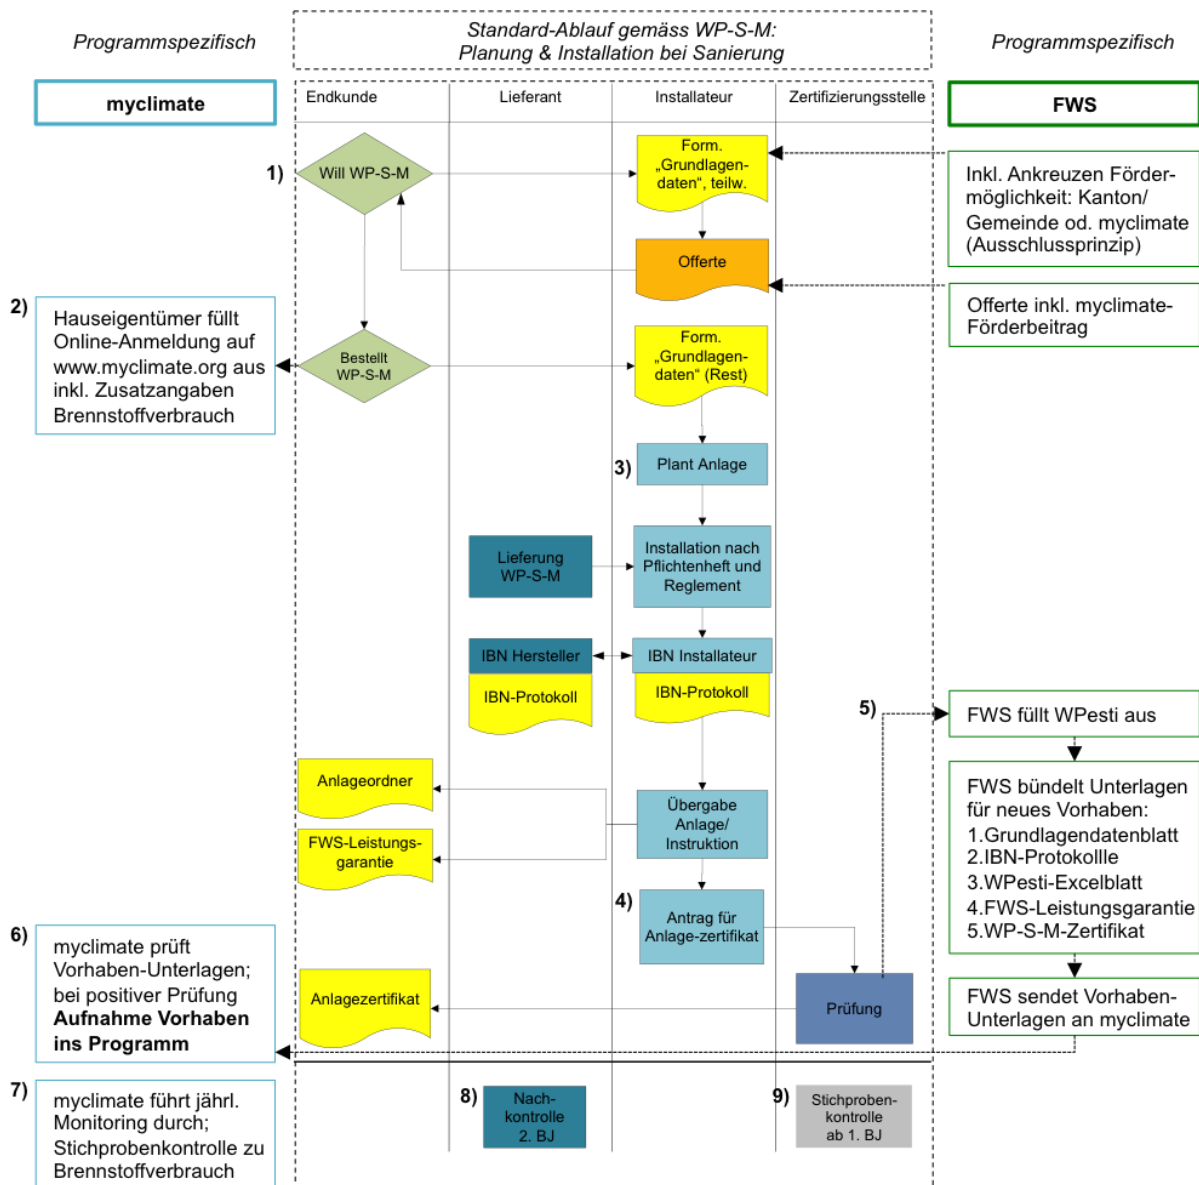 Programmspezifisch
Standard-Ablauf gemäss WP-S-M:
Planung & Installation bei Sanierung
Programmspezifisch
myclimate
Endkunde
Lieferant
Installateur
Zertifizierungsstelle
FWS
1)
Will WP-S-M
Form.
„Grundlagen-
daten“, teilw.
Inkl. Ankreuzen Förder-
möglichkeit: Kanton/
Gemeinde od. myclimate
(Ausschlussprinzip)
Offerte
2)
Hauseigentümer füllt
Online-Anmeldung auf
www.myclimate.org aus
inkl. Zusatzangaben
Brennstoffverbrauch
Offerte inkl. myclimate-
Förderbeitrag
Bestellt
WP-S-M
Form.
„Grundlagen-
daten“ (Rest)
3)
Plant Anlage
Lieferung
WP-S-M
Installation nach
Pflichtenheft und
Reglement
IBN Hersteller
IBN Installateur
IBN-Protokoll
IBN-Protokoll
5)
FWS füllt WPesti aus
Anlageordner
FWS-Leistungs-
garantie
Übergabe
Anlage/
Instruktion
FWS bündelt Unterlagen
für neues Vorhaben:
1.Grundlagendatenblatt
2.IBN-Protokollle
3.WPesti-Excelblatt
4.FWS-Leistungsgarantie
5.WP-S-M-Zertifikat
4)
Antrag für
Anlage-zertifikat
6)
myclimate prüft
Vorhaben-Unterlagen;
bei positiver Prüfung
Aufnahme Vorhaben
ins Programm
Anlagezertifikat
Prüfung
FWS sendet Vorhaben-
Unterlagen an myclimate
7)
myclimate führt jährl.
Monitoring durch;
Stichprobenkontrolle zu
Brennstoffverbrauch
8)
Nach-
kontrolle
2. BJ
9)
Stichproben-
kontrolle
ab 1. BJ